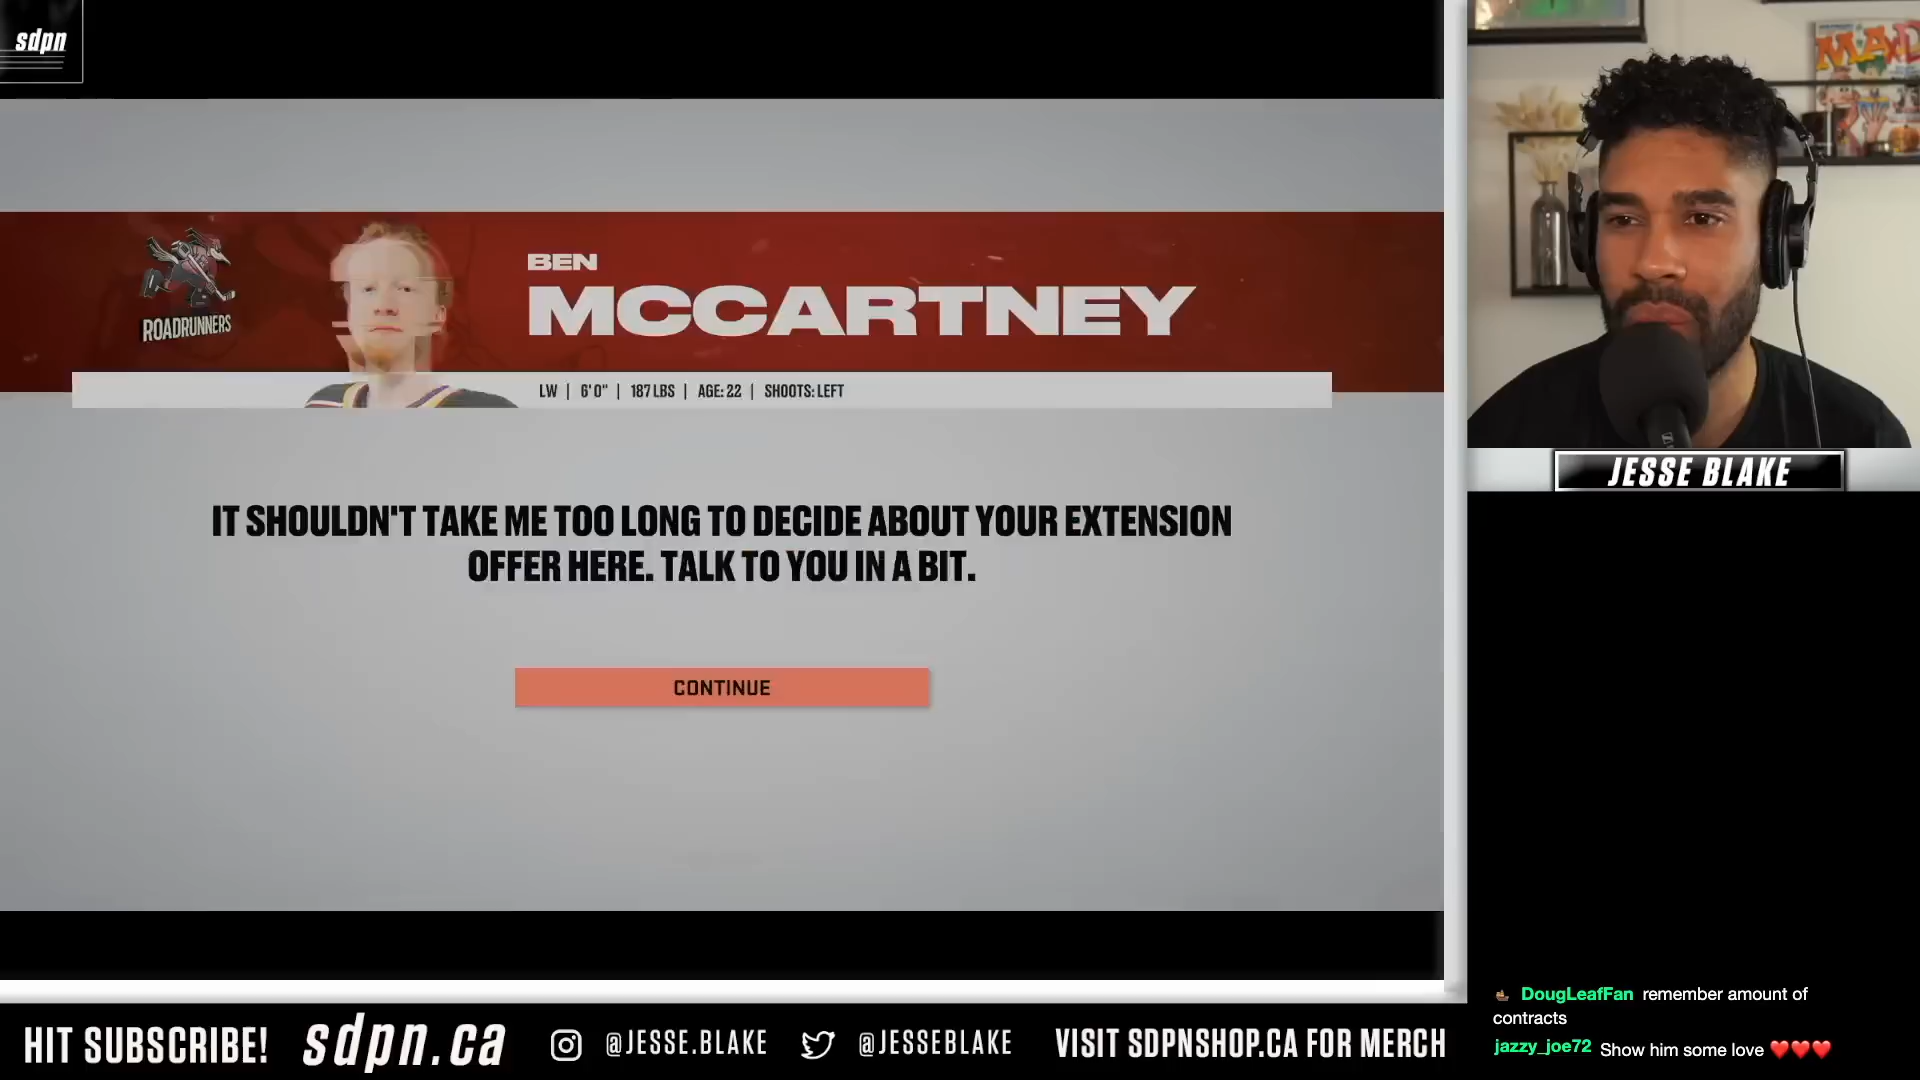 sdpn
MAD
ROADRUNNERS
BEN
MCCARTNEY
LW | 6'0" | 187 LBS | AGE: 22 | SHOOTS: LEFT
IT SHOULDN'T TAKE ME TOO LONG TO DECIDE ABOUT YOUR EXTENSION
OFFER HERE. TALK TO YOU IN A BIT.
CONTINUE
JESSE BLAKE
DougLeafFan remember amount of
contracts
jazzy_joe72 Show him some love ❤️❤️❤️
HIT SUBSCRIBE! sdpn.ca @JESSE.BLAKE @JESSEBLAKE VISIT SDPNSHOP.CA FOR MERCH